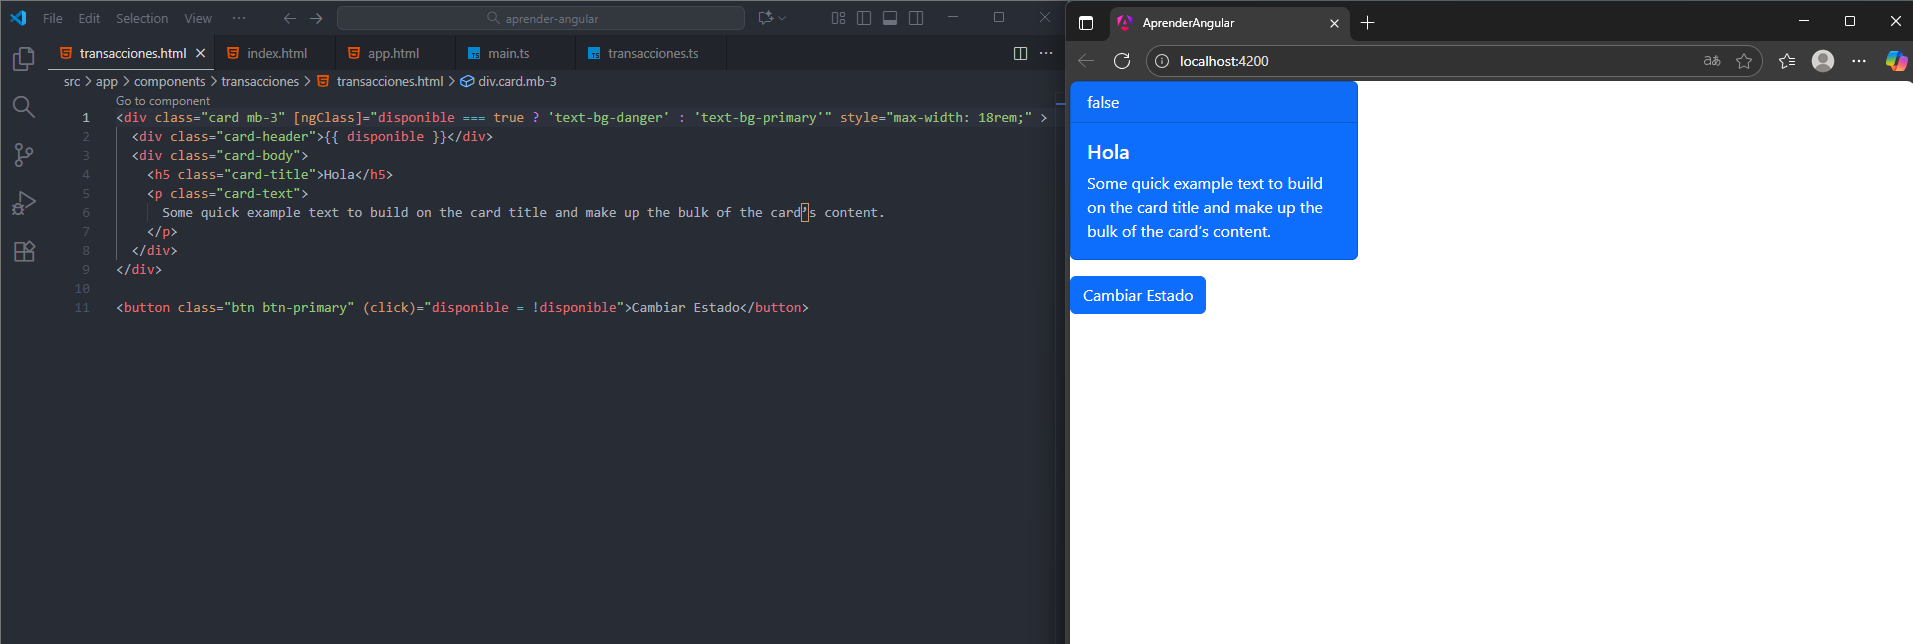 File Edit Selection View ··· aprender-angular
transacciones.html index.html app.html main.ts transacciones.ts
src > app > components > transacciones > transacciones.html > div.card.mb-3
Go to component
1 <div class="card mb-3" [ngClass]="disponible === true ? 'text-bg-danger' : 'text-bg-primary'" style="max-width: 18rem;" >
2 <div class="card-header">{{ disponible }}</div>
3 <div class="card-body">
4 <h5 class="card-title">Hola</h5>
5 <p class="card-text">
6 Some quick example text to build on the card title and make up the bulk of the card’s content.
7 </p>
8 </div>
9 </div>
10
11 <button class="btn btn-primary" (click)="disponible = !disponible">Cambiar Estado</button>
AprenderAngular
localhost:4200
false
Hola
Some quick example text to build
on the card title and make up the
bulk of the card’s content.
Cambiar Estado